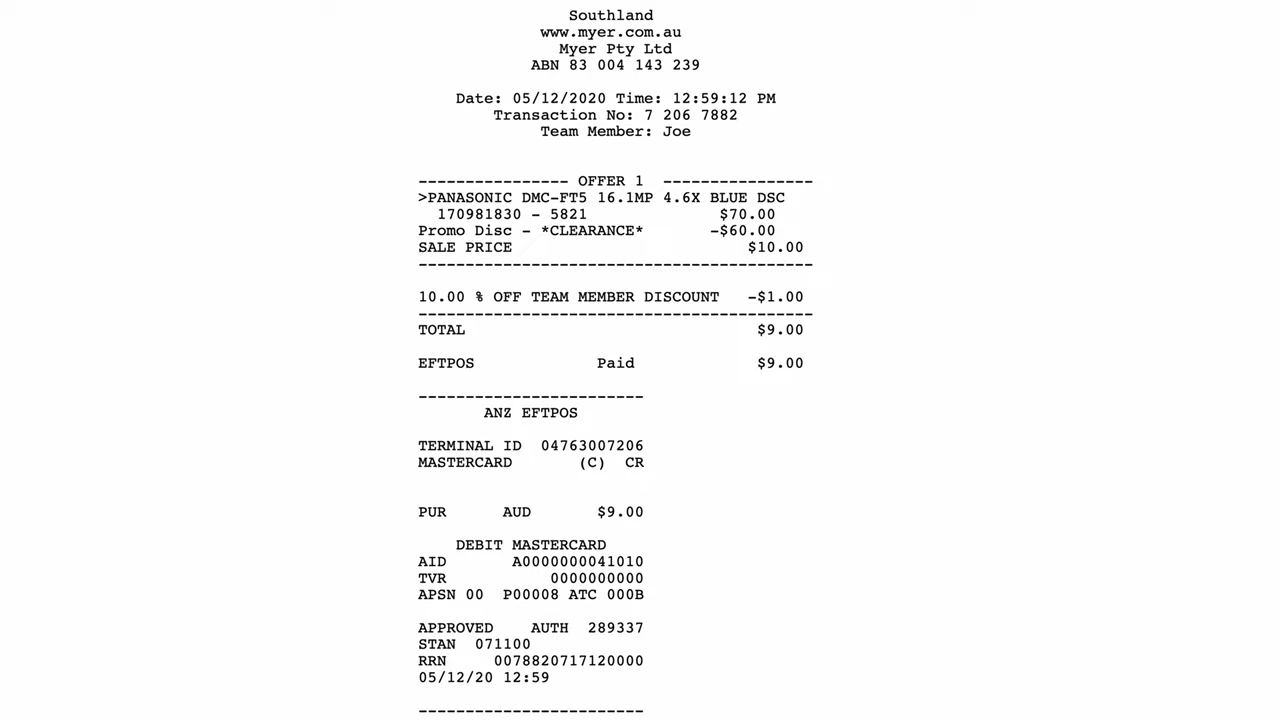 Southland
www.myer.com.au
Myer Pty Ltd
ABN 83 004 143 239
Date: 05/12/2020 Time: 12:59:12 PM
Transaction No: 7 206 7882
Team Member: Joe
---------------- OFFER 1 ----------------
>PANASONIC DMC-FT5 16.1MP 4.6X BLUE DSC
170981830 - 5821 $70.00
Promo Disc - *CLEARANCE* -$60.00
SALE PRICE $10.00
------------------------------------------
10.00 % OFF TEAM MEMBER DISCOUNT -$1.00
------------------------------------------
TOTAL $9.00
EFTPOS Paid $9.00
------------------------
ANZ EFTPOS
TERMINAL ID 04763007206
MASTERCARD (C) CR
PUR AUD $9.00
DEBIT MASTERCARD
AID A0000000041010
TVR 0000000000
APSN 00 P00008 ATC 000B
APPROVED AUTH 289337
STAN 071100
RRN 0078820717120000
05/12/20 12:59
------------------------